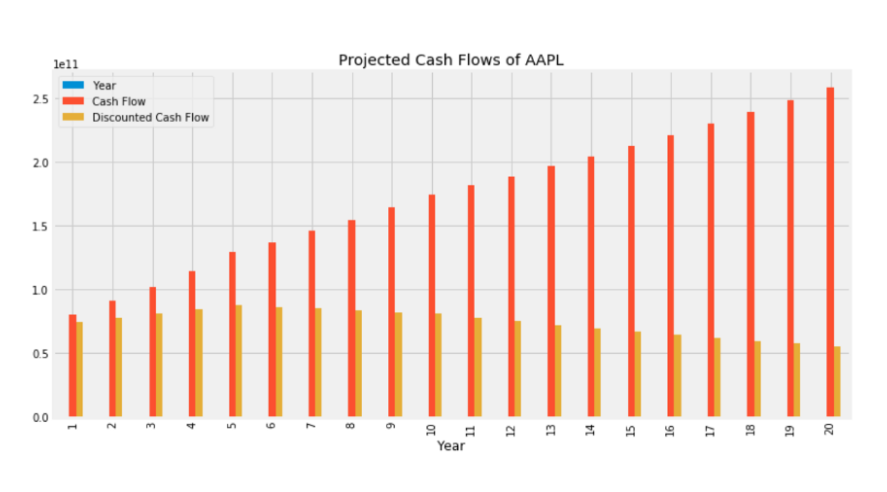 Projected Cash Flows of AAPL
1e11
Year
Cash Flow
Discounted Cash Flow
2.5
2.0
1.5
1.0
0.5
0.0
1 2 3 4 5 6 7 8 9 10 11 12 13 14 15 16 17 18 19 20
Year